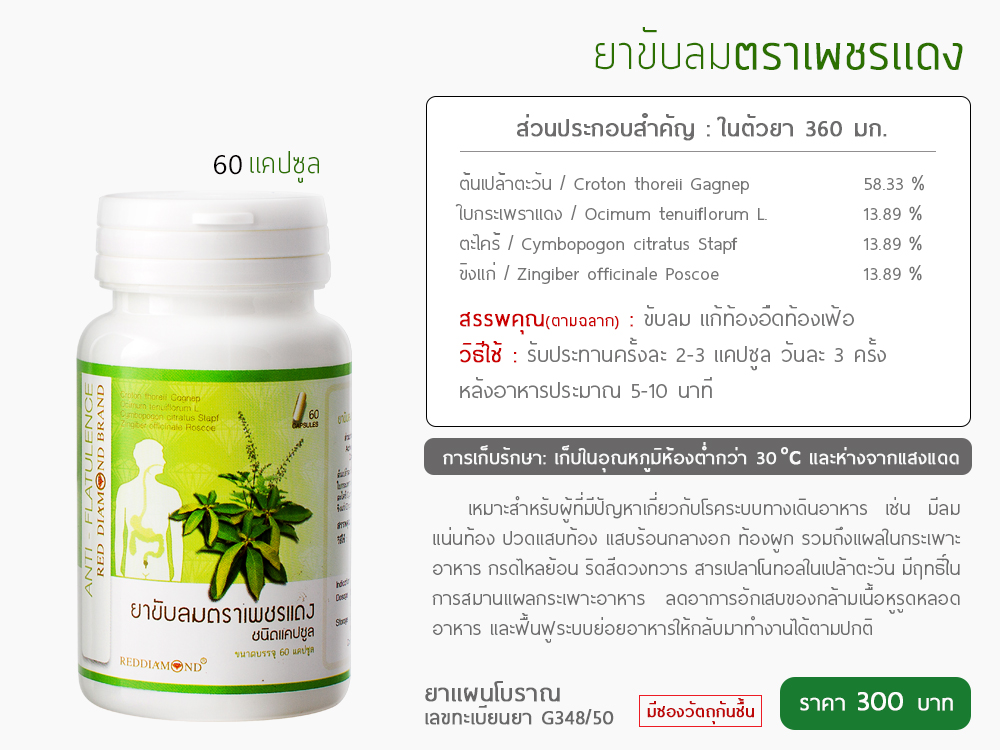 ยาขับลมตราเพชรแดง
60 แคปซูล
ส่วนประกอบสำคัญ : ในตัวยา 360 มก.
ต้นเปล้าตะวัน / Croton thoreii Gagnep 58.33 %
ใบกระเพราแดง / Ocimum tenuiflorum L. 13.89 %
ตะไคร้ / Cymbopogon citratus Stapf 13.89 %
ขิงแก่ / Zingiber officinale Poscoe 13.89 %
สรรพคุณ(ตามฉลาก) : ขับลม แก้ท้องอืดท้องเฟ้อ
วิธีใช้ : รับประทานครั้งละ 2-3 แคปซูล วันละ 3 ครั้ง
หลังอาหารประมาณ 5-10 นาที
การเก็บรักษา: เก็บในอุณหภูมิห้องต่ำกว่า 30 °C และห่างจากแสงแดด
เหมาะสำหรับผู้ที่มีปัญหาเกี่ยวกับโรคระบบทางเดินอาหาร เช่น มีลม
แน่นท้อง ปวดแสบท้อง แสบร้อนกลางอก ท้องผูก รวมถึงแผลในกระเพาะ
อาหาร กรดไหลย้อน ริดสีดวงทวาร สารเปลาโนทอลในเปล้าตะวัน มีฤทธิ์ใน
การสมานแผลกระเพาะอาหาร ลดอาการอักเสบของกล้ามเนื้อหูรูดหลอด
อาหาร และฟื้นฟูระบบย่อยอาหารให้กลับมาทำงานได้ตามปกติ
ยาแผนโบราณ
เลขทะเบียนยา G348/50
มีซองวัตถุกันชื้น
ราคา 300 บาท
ANTI - FLATULENCE
RED DIAMOND BRAND
Croton thoreii Gagnep
Ocimum tenuiflorum L.
Cymbopogon citratus Stapf
Zingiber officinale Roscoe
60
CAPSULES
ยาขับลมตราเพชรแดง
ชนิดแคปซูล
ขนาดบรรจุ 60 แคปซูล
REDDIAMOND®